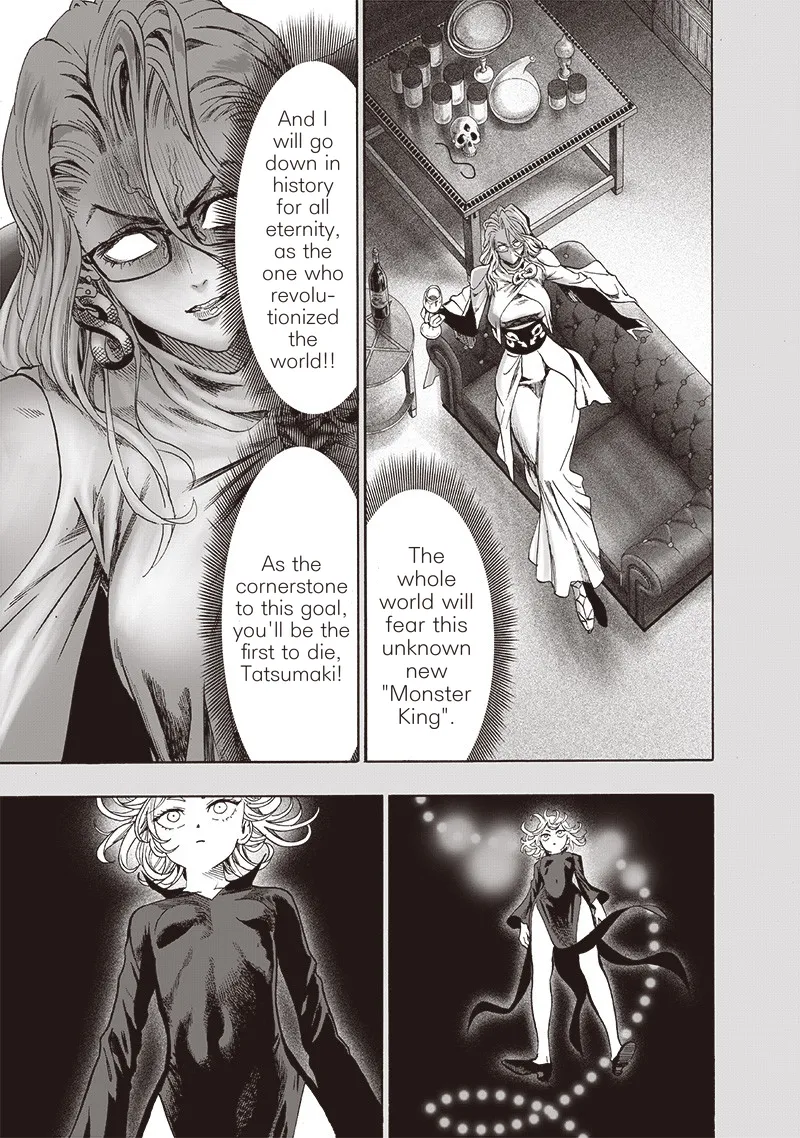 The
whole
world will
fear this
unknown
new
"Monster
King".
And I
will go
down in
history
for all
eternity,
as the
one who
revolu-
tionized
the
world!!
As the
cornerstone
to this goal,
you'll be the
first to die,
Tatsumaki!